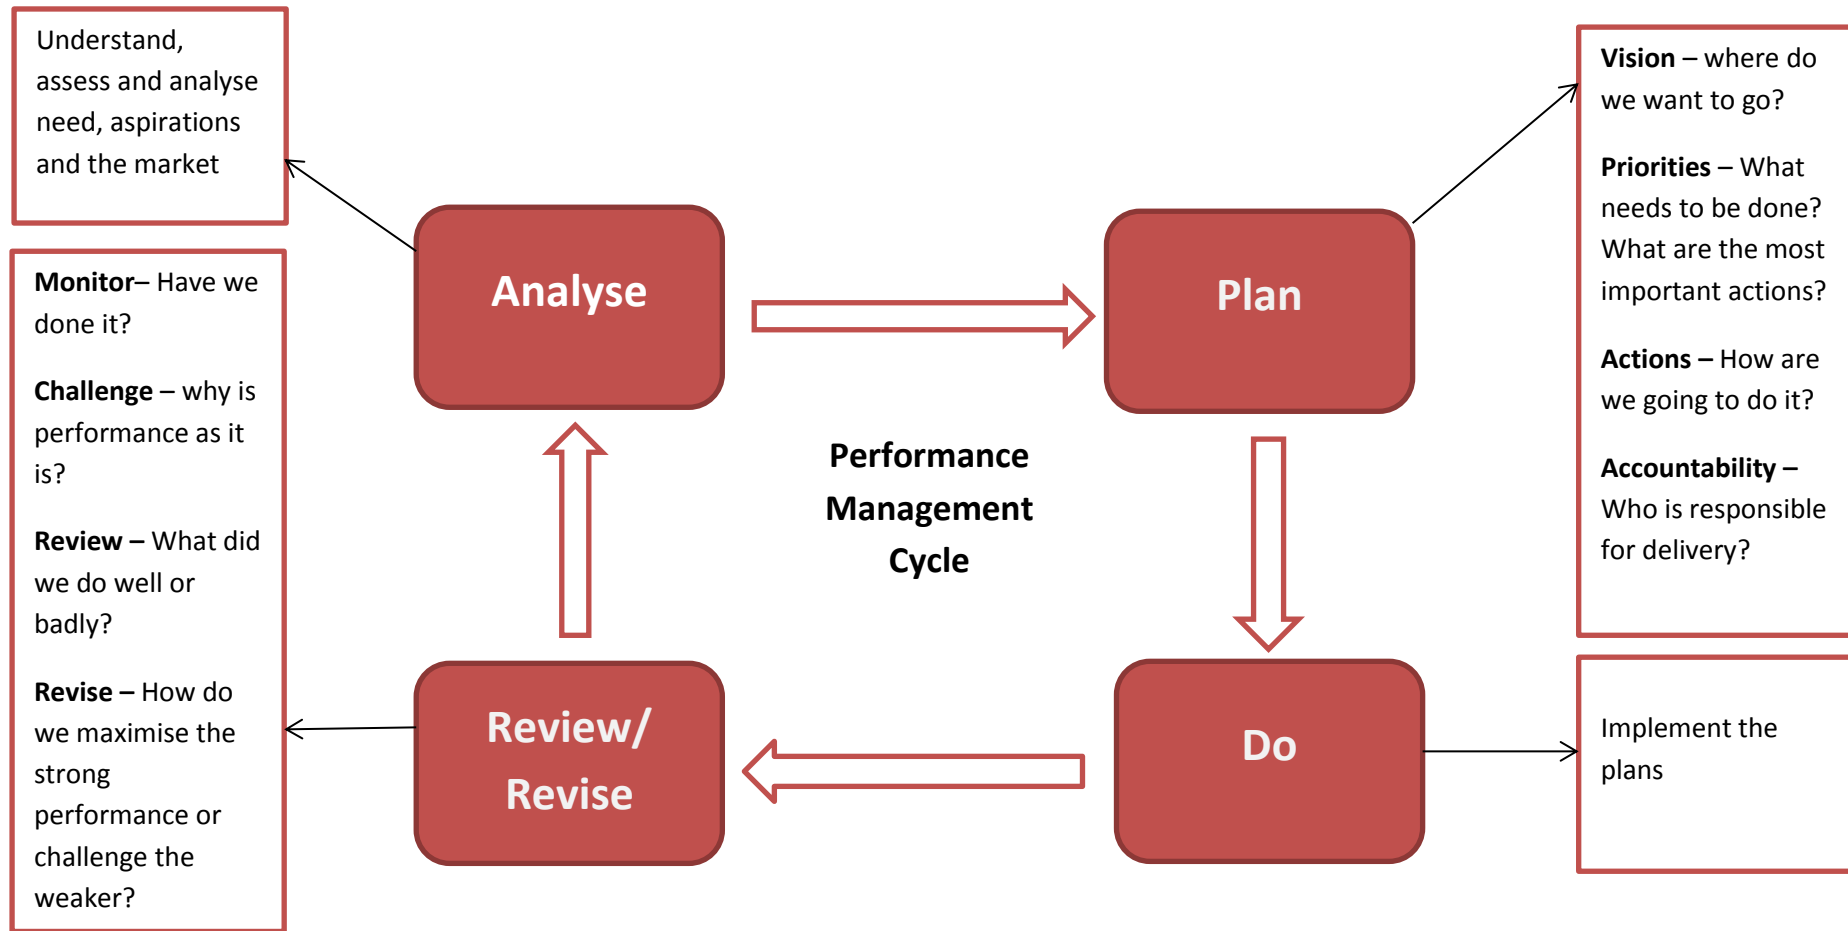 Understand,
assess and analyse
need, aspirations
and the market
Analyse
Plan
Vision – where do
we want to go?
Priorities – What
needs to be done?
What are the most
important actions?
Actions – How are
we going to do it?
Accountability –
Who is responsible
for delivery?
Performance
Management
Cycle
Monitor– Have we
done it?
Challenge – why is
performance as it
is?
Review – What did
we do well or
badly?
Revise – How do
we maximise the
strong
performance or
challenge the
weaker?
Review/
Revise
Do
Implement the
plans